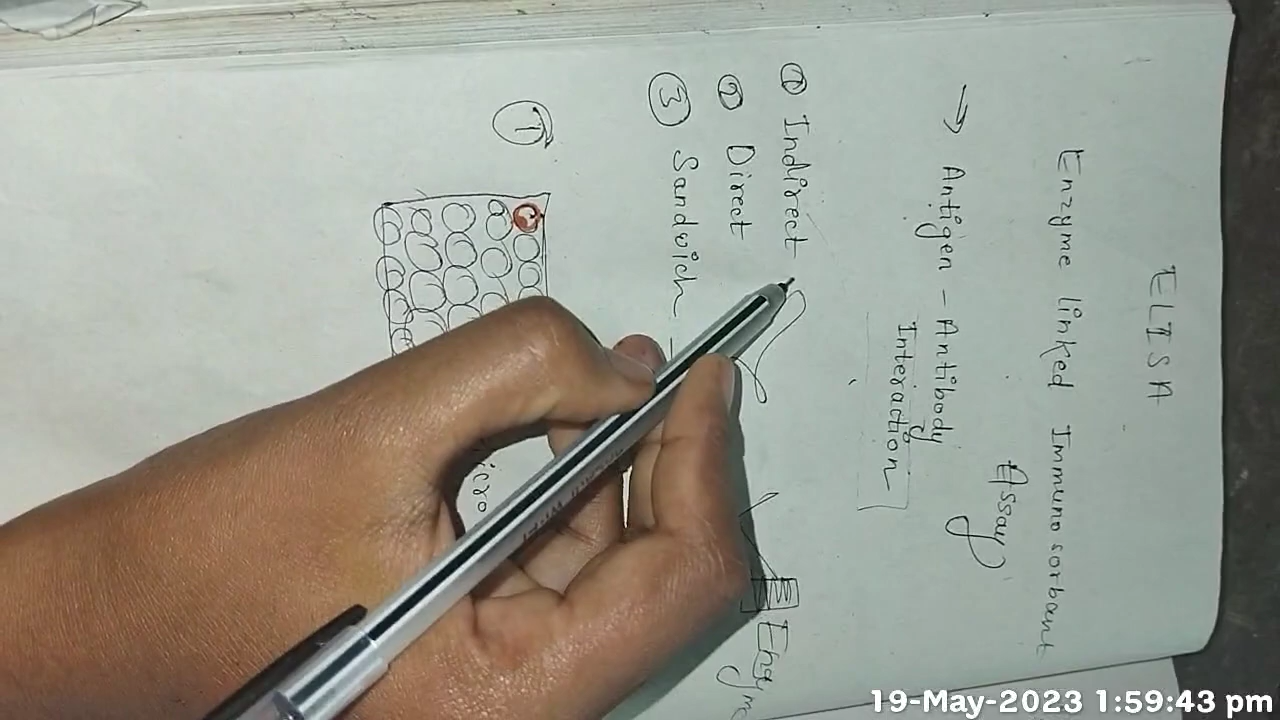 ELISA
Enzyme linked Immunosorbant
Assay
→ Antigen - Antibody
Interaction
① Indirect
② Direct
③ Sandwich
①
19-May-2023 1:59:43 pm